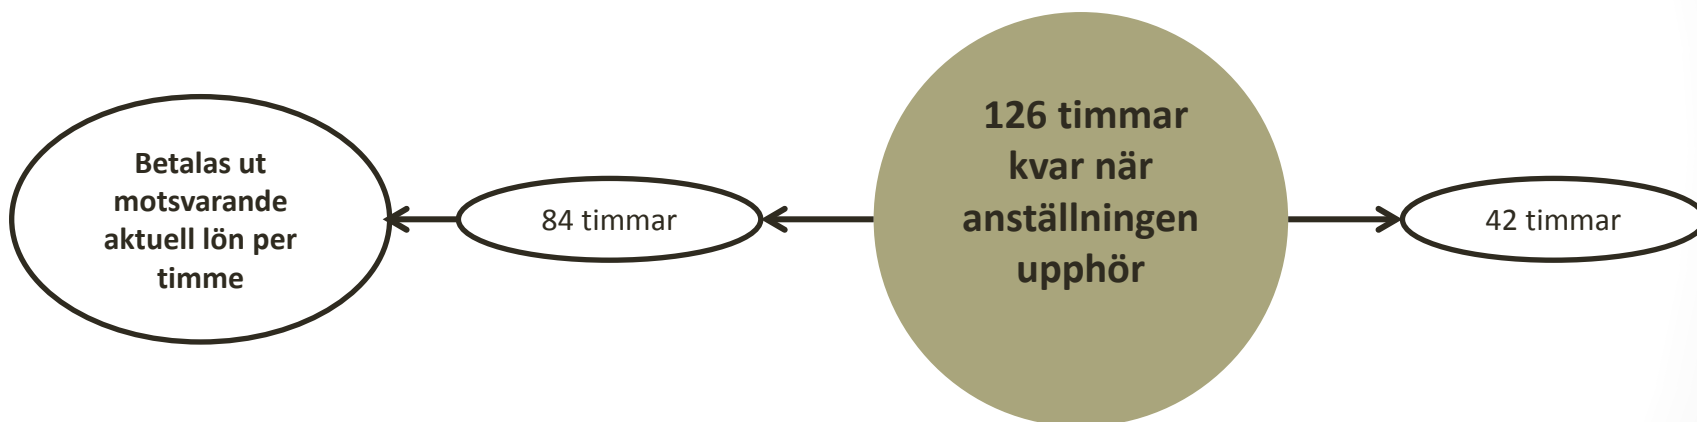 Betalas ut
motsvarande
aktuell lön per
timme
84 timmar
126 timmar
kvar när
anställningen
upphör
42 timmar